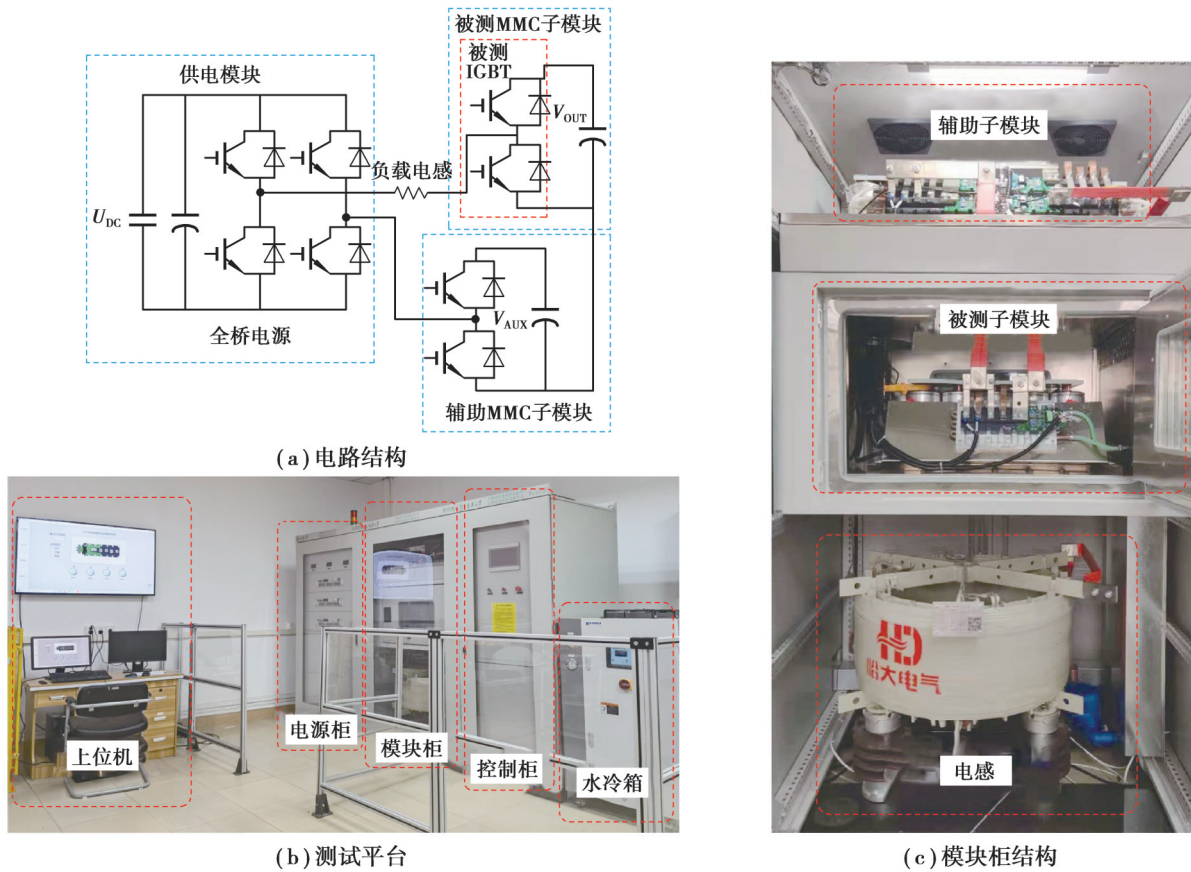 被测MMC子模块
被测
IGBT
供电模块
V_OUT
负载电感
U_DC
V_AUX
全桥电源
辅助MMC子模块
(a)电路结构
上位机
电源柜
模块柜
控制柜
水冷箱
(b)测试平台
辅助子模块
被测子模块
怡大电气
电感
(c)模块柜结构